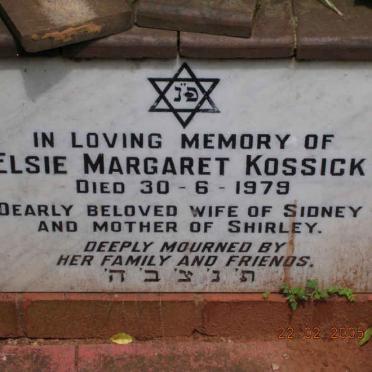 פ״נ
IN LOVING MEMORY OF
ELSIE MARGARET KOSSICK
DIED 30-6-1979
DEARLY BELOVED WIFE OF SIDNEY
AND MOTHER OF SHIRLEY.
DEEPLY MOURNED BY
HER FAMILY AND FRIENDS.
ת׳ נ׳ צ׳ ב׳ ה׳
22 02 2005